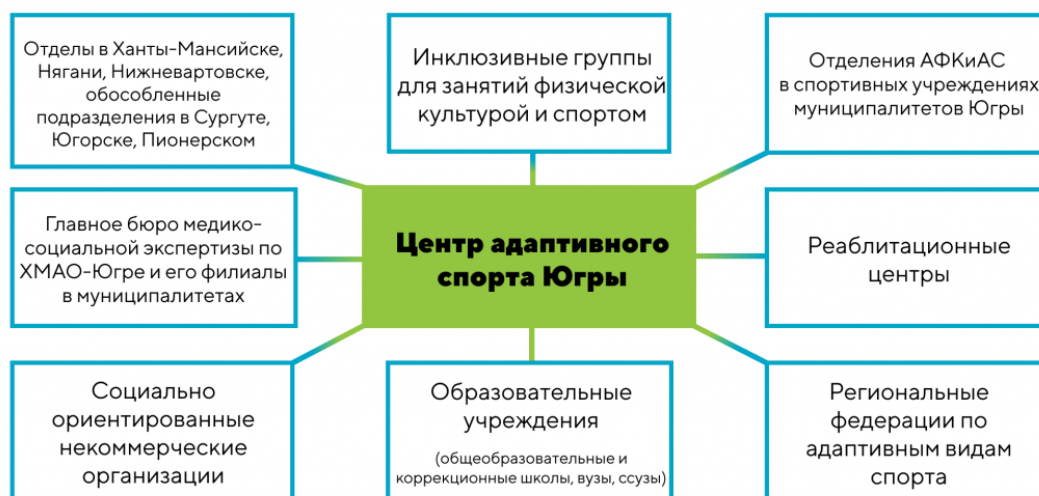 Отделы в Ханты-Мансийске,
Нягани, Нижневартовске,
обособленные
подразделения в Сургуте,
Югорске, Пионерском
Инклюзивные группы
для занятий физической
культурой и спортом
Отделения АФКиАС
в спортивных учреждениях
муниципалитетов Югры
Главное бюро медико-
социальной экспертизы по
ХМАО-Югре и его филиалы
в муниципалитетах
Центр адаптивного
спорта Югры
Реаблитационные
центры
Социально
ориентированные
некоммерческие
организации
Образовательные
учреждения
(общеобразовательные и
коррекционные школы, вузы, ссузы)
Региональные
федерации по
адаптивным видам
спорта